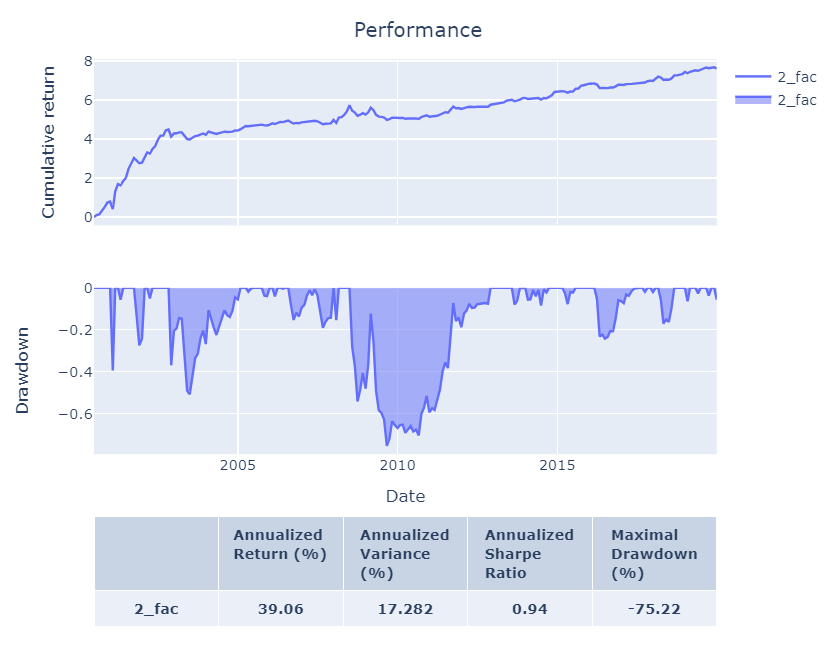 Performance
Cumulative return
8
6
4
2
0
2_fac
2_fac
Drawdown
0
−0.2
−0.4
−0.6
2005
2010
2015
Date
Annualized Return (%)
Annualized Variance (%)
Annualized Sharpe Ratio
Maximal Drawdown (%)
2_fac 39.06 17.282 0.94 -75.22